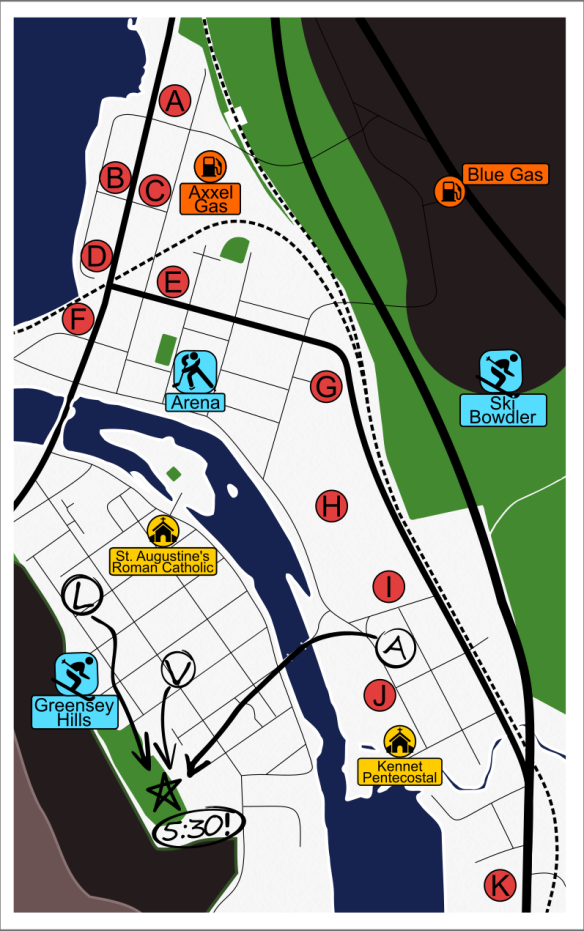 A
B
C
Axxel
Gas
Blue Gas
D
E
F
Arena
G
Ski
Bowdler
H
St. Augustine's
Roman Catholic
I
L
A
V
J
Greensey
Hills
Kennet
Pentecostal
5:30!
K